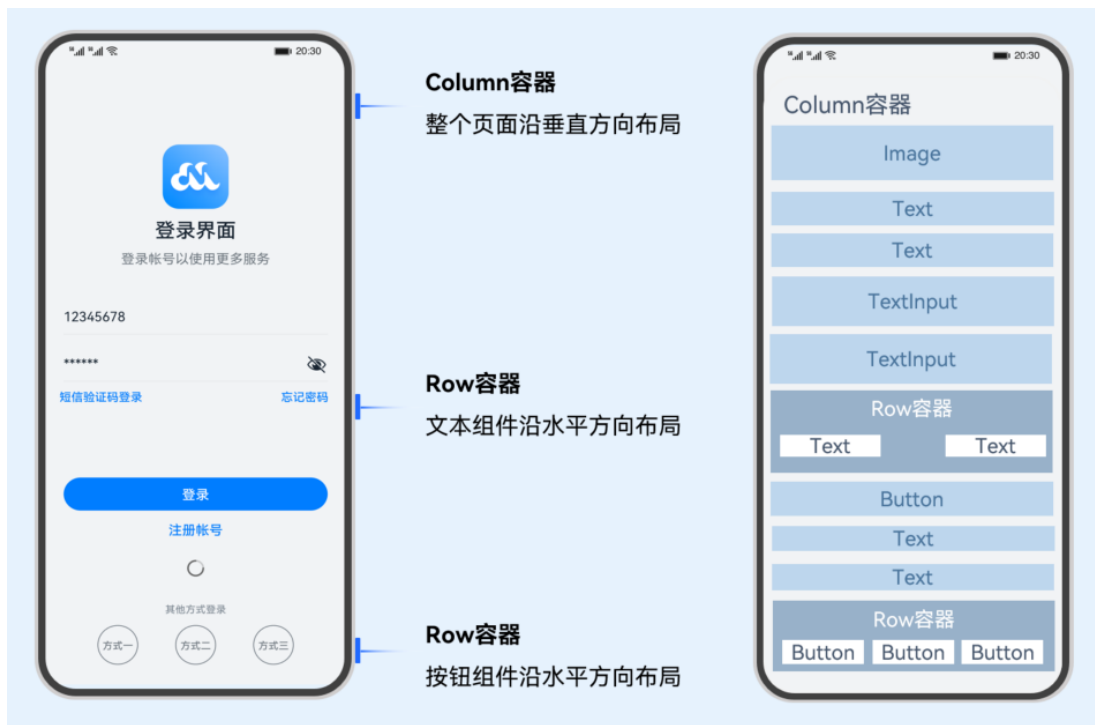 20:30
登录界面
登录帐号以使用更多服务
12345678
******
短信验证码登录 忘记密码
登录
注册帐号
其他方式登录
方式一 方式二 方式三
Column容器
整个页面沿垂直方向布局
Row容器
文本组件沿水平方向布局
Row容器
按钮组件沿水平方向布局
20:30
Column容器
Image
Text
Text
TextInput
TextInput
Row容器
Text Text
Button
Text
Text
Row容器
Button Button Button